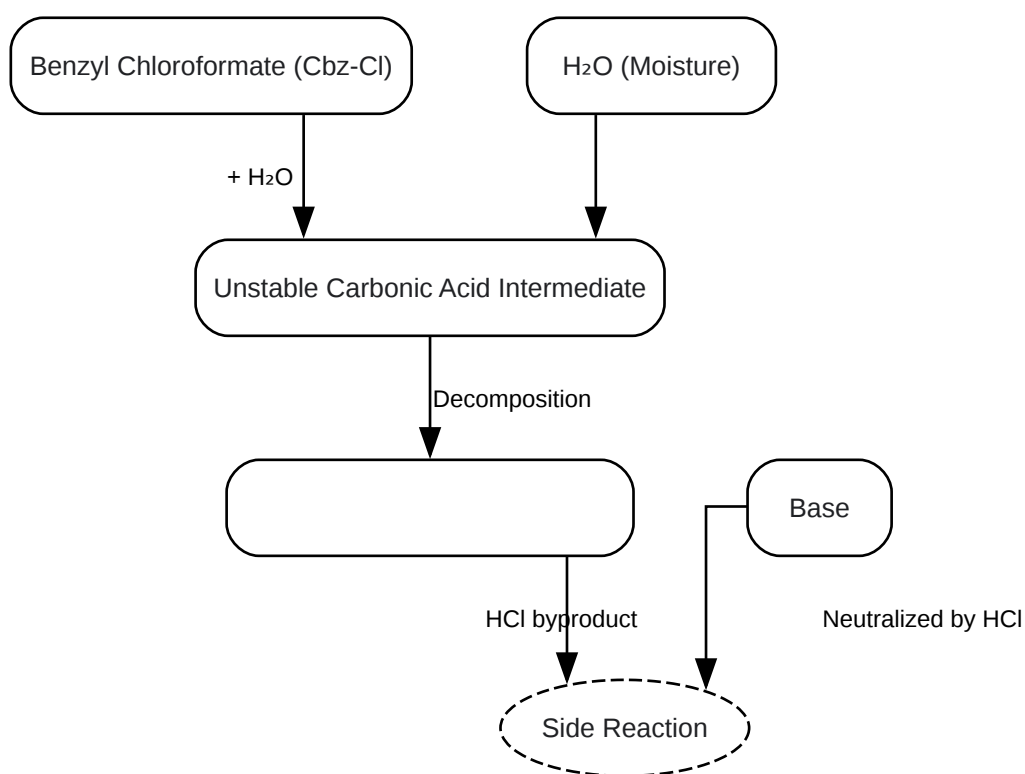 Benzyl Chloroformate (Cbz-Cl)
H₂O (Moisture)
+ H₂O
Unstable Carbonic Acid Intermediate
Decomposition
Base
HCl byproduct
Neutralized by HCl
Side Reaction